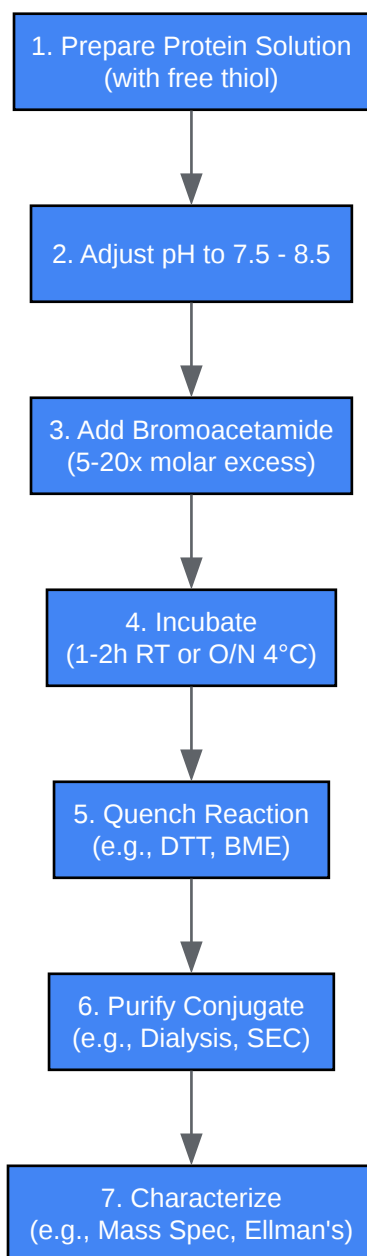 1. Prepare Protein Solution
(with free thiol)
2. Adjust pH to 7.5 - 8.5
3. Add Bromoacetamide
(5-20x molar excess)
4. Incubate
(1-2h RT or O/N 4°C)
5. Quench Reaction
(e.g., DTT, BME)
6. Purify Conjugate
(e.g., Dialysis, SEC)
7. Characterize
(e.g., Mass Spec, Ellman's)